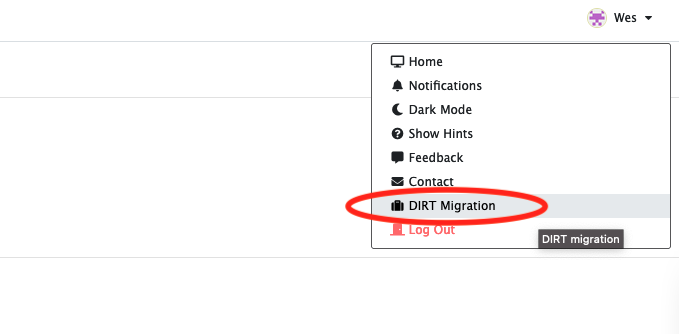 Wes
Home
Notifications
Dark Mode
Show Hints
Feedback
Contact
DIRT Migration
Log Out
DIRT migration